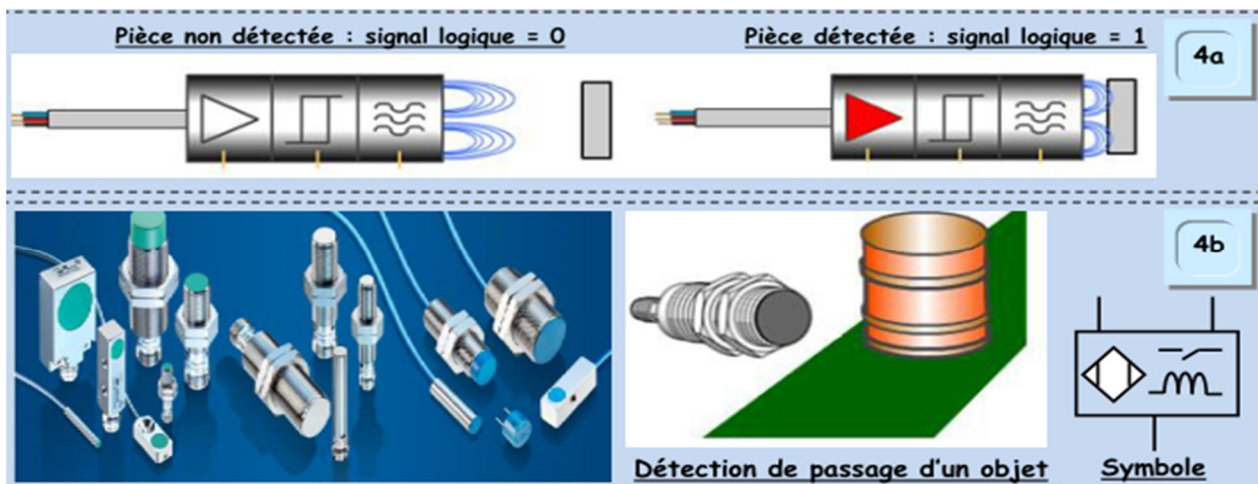 Pièce non détectée : signal logique = 0
Pièce détectée : signal logique = 1
4a
4b
Détection de passage d'un objet
Symbole